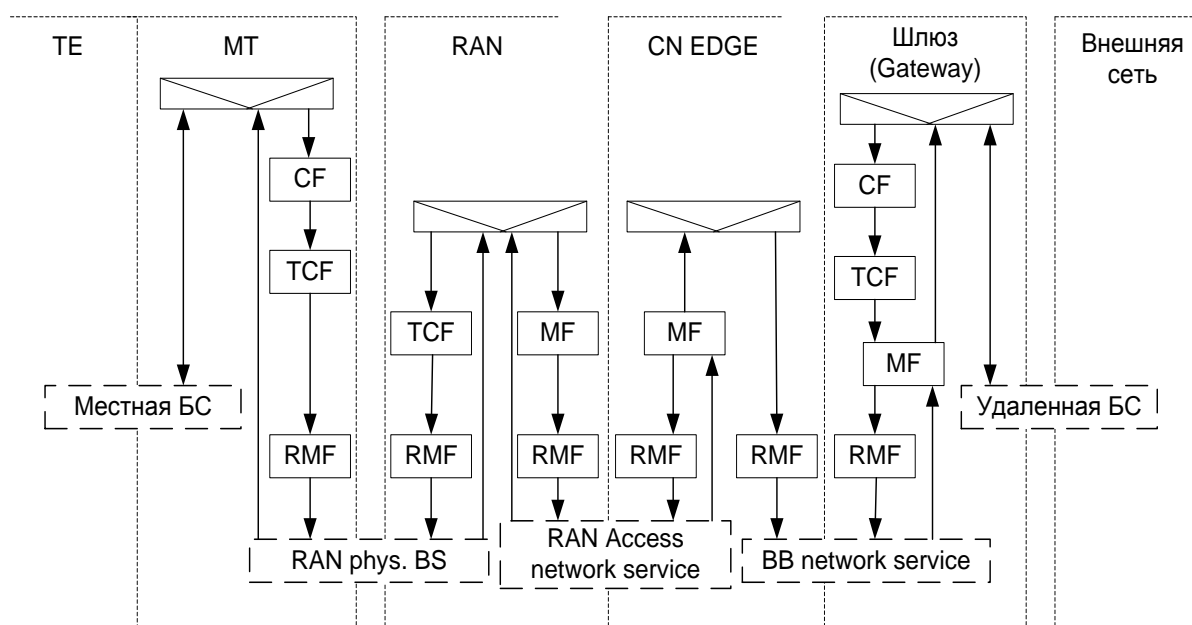 TE
MT
RAN
CN EDGE
Шлюз
(Gateway)
Внешняя
сеть
CF
CF
TCF
TCF
TCF
MF
MF
MF
Местная БС
Удаленная БС
RMF
RMF
RMF
RMF
RMF
RMF
RAN phys. BS
RAN Access
network service
BB network service